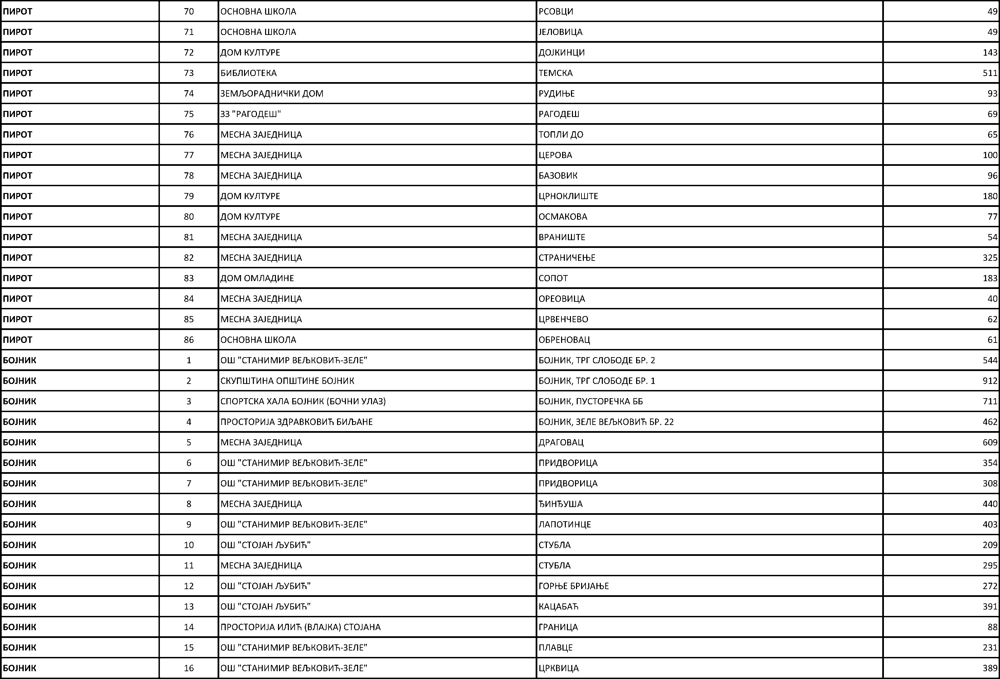 ПИРОТ 70 ОСНОВНА ШКОЛА РСОВЦИ 49
ПИРОТ 71 ОСНОВНА ШКОЛА ЈЕЛОВИЦА 49
ПИРОТ 72 ДОМ КУЛТУРЕ ДОЈКИНЦИ 143
ПИРОТ 73 БИБЛИОТЕКА ТЕМСКА 511
ПИРОТ 74 ЗЕМЉОРАДНИЧКИ ДОМ РУДИЊЕ 93
ПИРОТ 75 ЗЗ "РАГОДЕШ" РАГОДЕШ 69
ПИРОТ 76 МЕСНА ЗАЈЕДНИЦА ТОПЛИ ДО 65
ПИРОТ 77 МЕСНА ЗАЈЕДНИЦА ЦЕРОВА 100
ПИРОТ 78 МЕСНА ЗАЈЕДНИЦА БАЗОВИК 96
ПИРОТ 79 ДОМ КУЛТУРЕ ЦРНОКЛИШТЕ 180
ПИРОТ 80 ДОМ КУЛТУРЕ ОСМАКОВА 77
ПИРОТ 81 МЕСНА ЗАЈЕДНИЦА ВРАНИШТЕ 54
ПИРОТ 82 МЕСНА ЗАЈЕДНИЦА СТРАНИЧЕЊЕ 325
ПИРОТ 83 ДОМ ОМЛАДИНЕ СОПОТ 183
ПИРОТ 84 МЕСНА ЗАЈЕДНИЦА ОРЕОВИЦА 40
ПИРОТ 85 МЕСНА ЗАЈЕДНИЦА ЦРВЕНЧЕВО 62
ПИРОТ 86 ОСНОВНА ШКОЛА ОБРЕНОВАЦ 61
БОЈНИК 1 ОШ "СТАНИМИР ВЕЉКОВИЋ-ЗЕЛЕ" БОЈНИК, ТРГ СЛОБОДЕ БР. 2 544
БОЈНИК 2 СКУПШТИНА ОПШТИНЕ БОЈНИК БОЈНИК, ТРГ СЛОБОДЕ БР. 1 912
БОЈНИК 3 СПОРТСКА ХАЛА БОЈНИК (БОЧНИ УЛАЗ) БОЈНИК, ПУСТОРЕЧКА ББ 711
БОЈНИК 4 ПРОСТОРИЈА ЗДРАВКОВИЋ БИЉАНЕ БОЈНИК, ЗЕЛЕ ВЕЉКОВИЋ БР. 22 462
БОЈНИК 5 МЕСНА ЗАЈЕДНИЦА ДРАГОВАЦ 609
БОЈНИК 6 ОШ "СТАНИМИР ВЕЉКОВИЋ-ЗЕЛЕ" ПРИДВОРИЦА 354
БОЈНИК 7 ОШ "СТАНИМИР ВЕЉКОВИЋ-ЗЕЛЕ" ПРИДВОРИЦА 308
БОЈНИК 8 МЕСНА ЗАЈЕДНИЦА ЂИНЂУША 440
БОЈНИК 9 ОШ "СТАНИМИР ВЕЉКОВИЋ-ЗЕЛЕ" ЛАПОТИНЦЕ 403
БОЈНИК 10 ОШ "СТОЈАН ЉУБИЋ" СТУБЛА 209
БОЈНИК 11 МЕСНА ЗАЈЕДНИЦА СТУБЛА 295
БОЈНИК 12 ОШ "СТОЈАН ЉУБИЋ" ГОРЊЕ БРИЈАЊЕ 272
БОЈНИК 13 ОШ "СТОЈАН ЉУБИЋ" КАЦАБАЋ 391
БОЈНИК 14 ПРОСТОРИЈА ИЛИЋ (ВЛАЈКА) СТОЈАНА ГРАНИЦА 88
БОЈНИК 15 ОШ "СТАНИМИР ВЕЉКОВИЋ-ЗЕЛЕ" ПЛАВЦЕ 231
БОЈНИК 16 ОШ "СТАНИМИР ВЕЉКОВИЋ-ЗЕЛЕ" ЦРКВИЦА 389